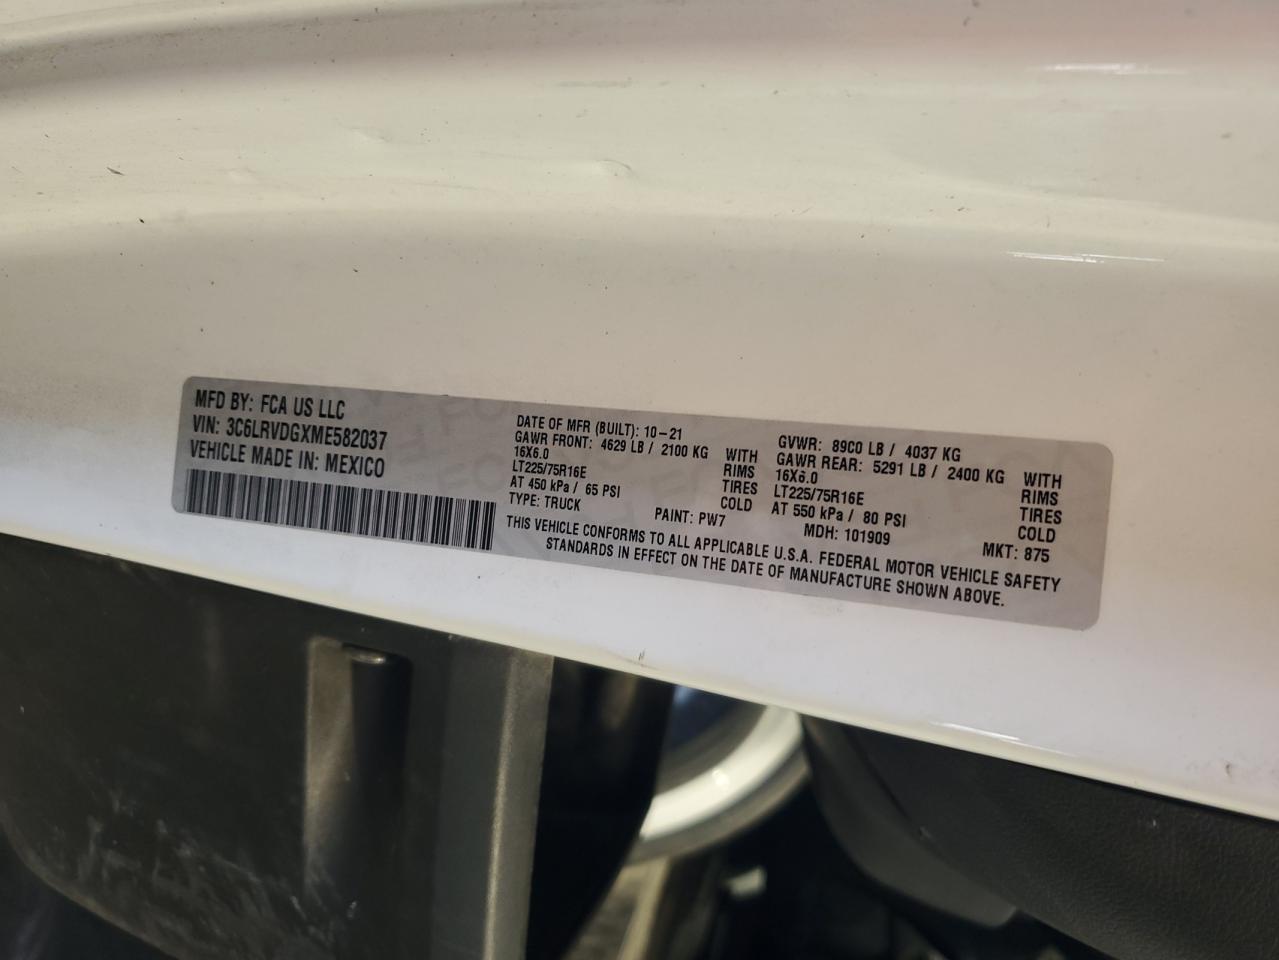 MFD BY: FCA US LLC
VIN: 3C6LRVDGXME582037
VEHICLE MADE IN: MEXICO
DATE OF MFR (BUILT): 10-21
GAWR FRONT: 4629 LB / 2100 KG WITH
16X6.0 RIMS
LT225/75R16E TIRES
AT 450 kPa / 65 PSI COLD
TYPE: TRUCK PAINT: PW7
GVWR: 8900 LB / 4037 KG
GAWR REAR: 5291 LB / 2400 KG WITH
16X6.0 RIMS
LT225/75R16E TIRES
AT 550 kPa / 80 PSI COLD
MDH: 101909 MKT: 875
THIS VEHICLE CONFORMS TO ALL APPLICABLE U.S.A. FEDERAL MOTOR VEHICLE SAFETY
STANDARDS IN EFFECT ON THE DATE OF MANUFACTURE SHOWN ABOVE.